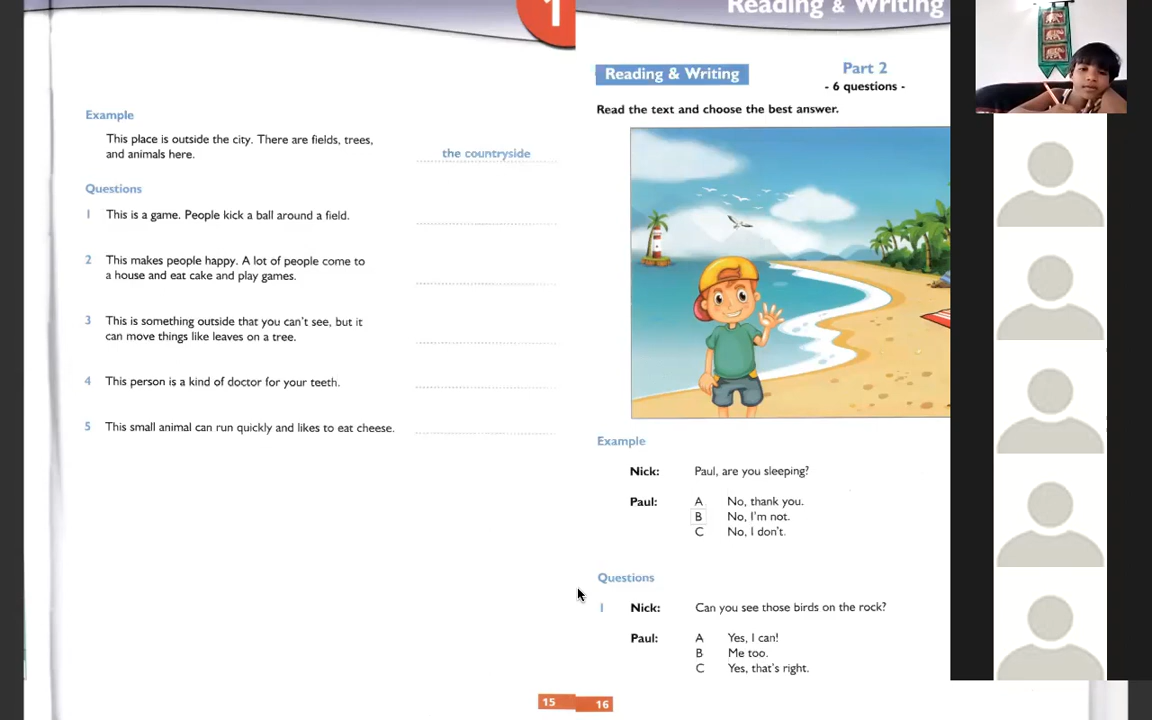 1
Example
This place is outside the city. There are fields, trees,
and animals here.
the countryside
Questions
1 This is a game. People kick a ball around a field.
2 This makes people happy. A lot of people come to
a house and eat cake and play games.
3 This is something outside that you can't see, but it
can move things like leaves on a tree.
4 This person is a kind of doctor for your teeth.
5 This small animal can run quickly and likes to eat cheese.
15
Reading & Writing
Reading & Writing
Part 2
- 6 questions -
Read the text and choose the best answer.
Example
Nick: Paul, are you sleeping?
Paul: A No, thank you.
B No, I'm not.
C No, I don't.
Questions
1 Nick: Can you see those birds on the rock?
Paul: A Yes, I can!
B Me too.
C Yes, that's right.
16